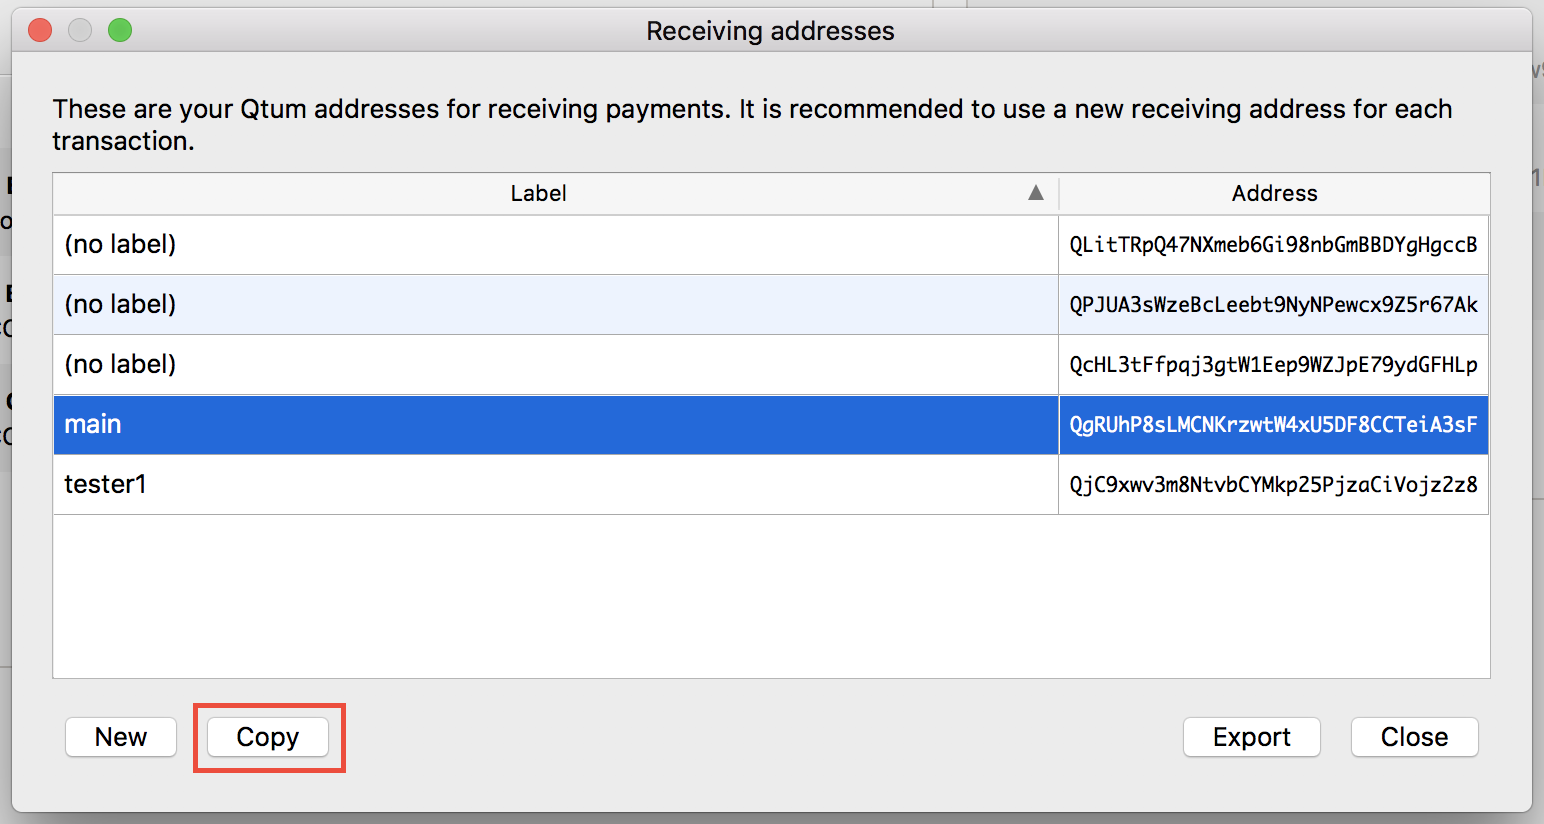 Receiving addresses
These are your Qtum addresses for receiving payments. It is recommended to use a new receiving address for each
transaction.
Label ▲ Address
(no label) QLitTRpQ47NXmeb6Gi98nbGmBBDYgHgccB
(no label) QPJUA3sWzeBcLeebt9NyNPewcx9Z5r67Ak
(no label) QcHL3tFfpqj3gtW1Eep9WZJpE79ydGFHLp
main QgRUhP8sLMCNKrzwtW4xU5DF8CCTeiA3sF
tester1 QjC9xwv3m8NtvbCYMkp25PjzaCiVojz2z8
New Copy Export Close